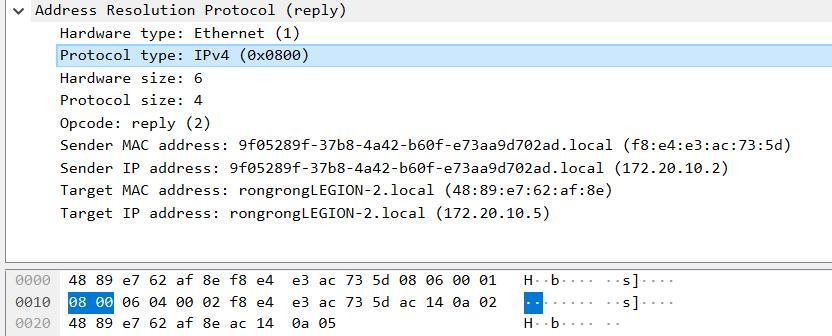 Address Resolution Protocol (reply)
Hardware type: Ethernet (1)
Protocol type: IPv4 (0x0800)
Hardware size: 6
Protocol size: 4
Opcode: reply (2)
Sender MAC address: 9f05289f-37b8-4a42-b60f-e73aa9d702ad.local (f8:e4:e3:ac:73:5d)
Sender IP address: 9f05289f-37b8-4a42-b60f-e73aa9d702ad.local (172.20.10.2)
Target MAC address: rongrongLEGION-2.local (48:89:e7:62:af:8e)
Target IP address: rongrongLEGION-2.local (172.20.10.5)
0000 48 89 e7 62 af 8e f8 e4 e3 ac 73 5d 08 06 00 01 H··b···· ··s]····
0010 08 00 06 04 00 02 f8 e4 e3 ac 73 5d ac 14 0a 02 ········ ··s]····
0020 48 89 e7 62 af 8e ac 14 0a 05 H··b···· ··